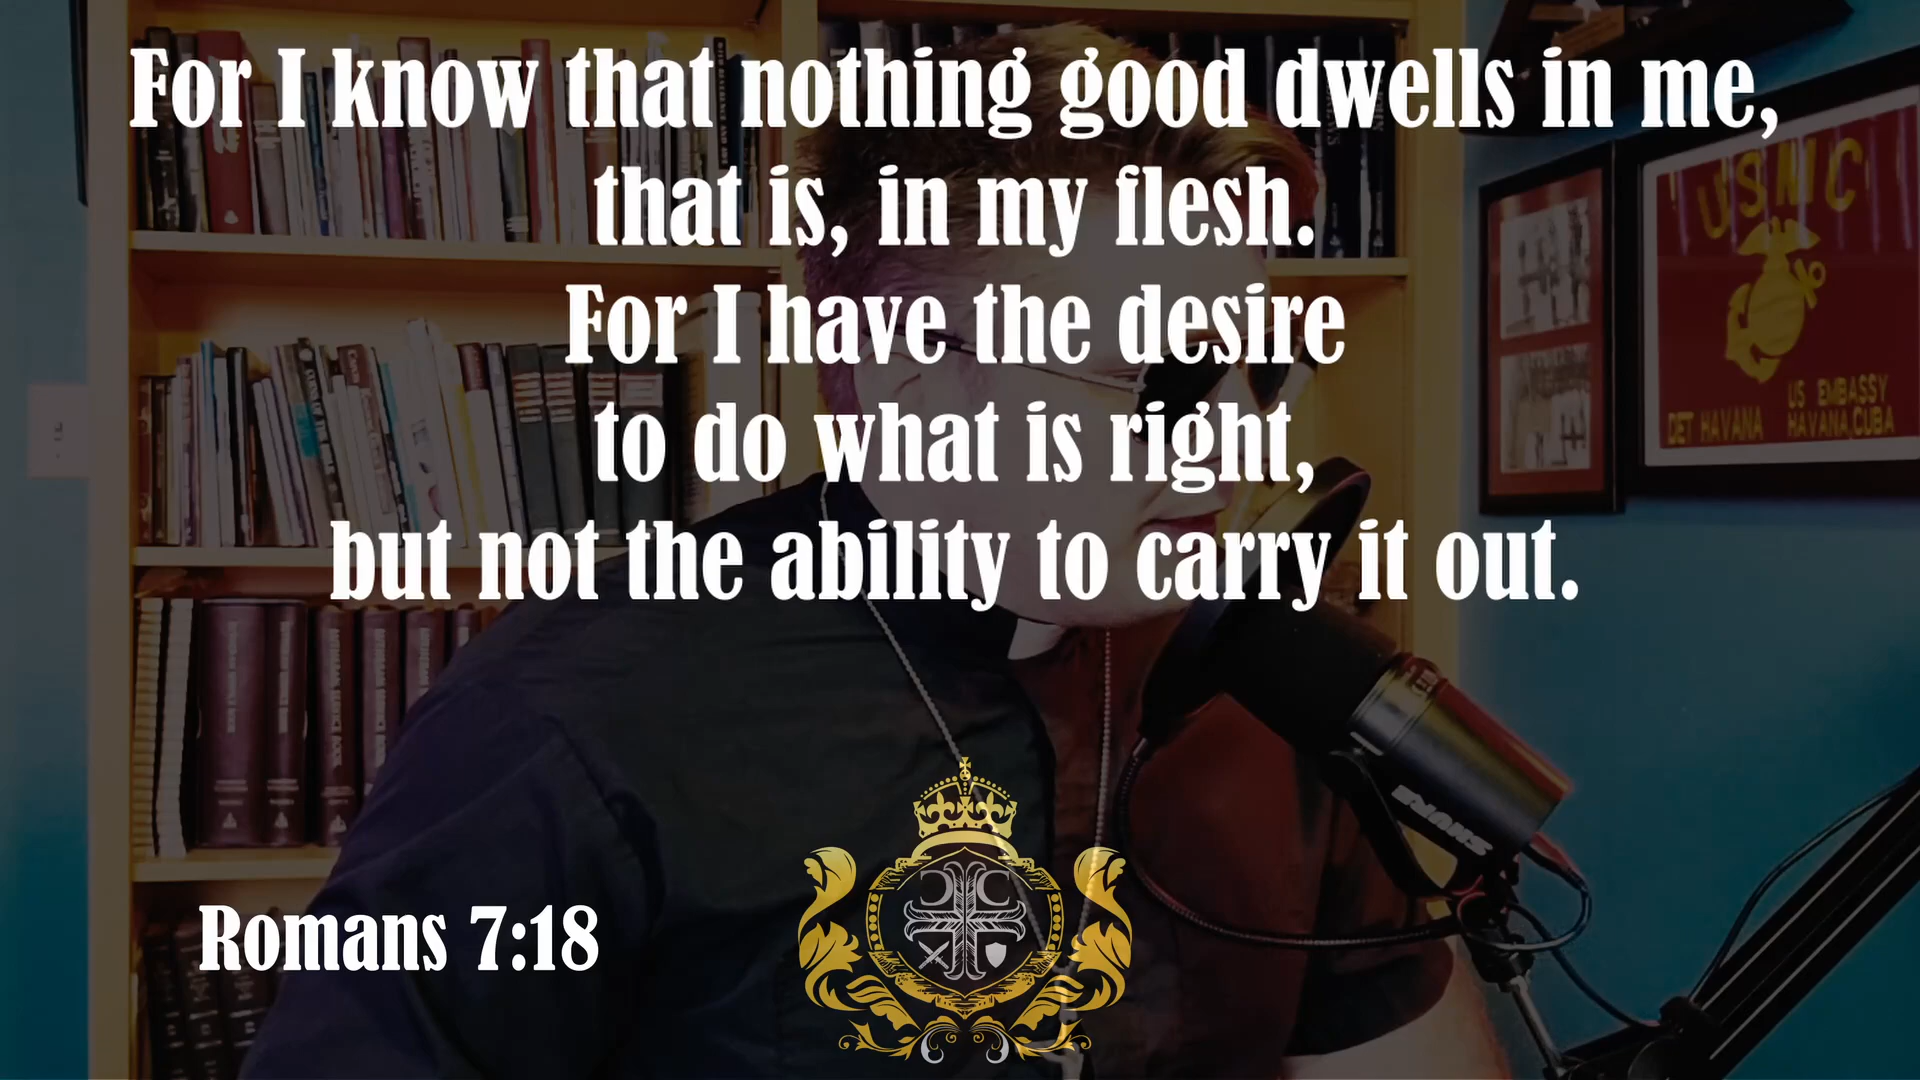 For I know that nothing good dwells in me,
that is, in my flesh.
For I have the desire
to do what is right,
but not the ability to carry it out.
Romans 7:18
USMC
US EMBASSY
DET HAVANA HAVANA, CUBA
SHURE